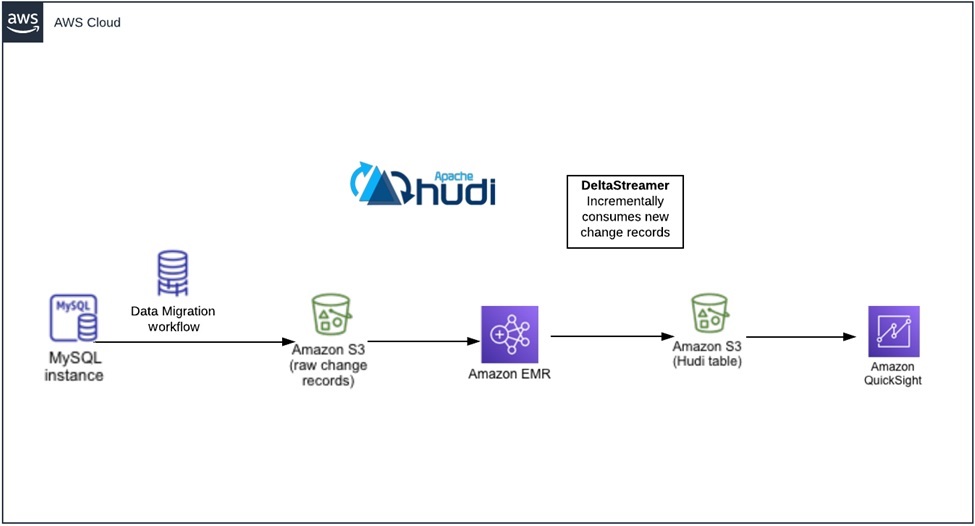 aws
AWS Cloud
Apache
hudi
DeltaStreamer
Incrementally
consumes new
change records
Data Migration
workflow
MySQL
MySQL
instance
Amazon S3
(raw change
records)
Amazon EMR
Amazon S3
(Hudi table)
Amazon
QuickSight